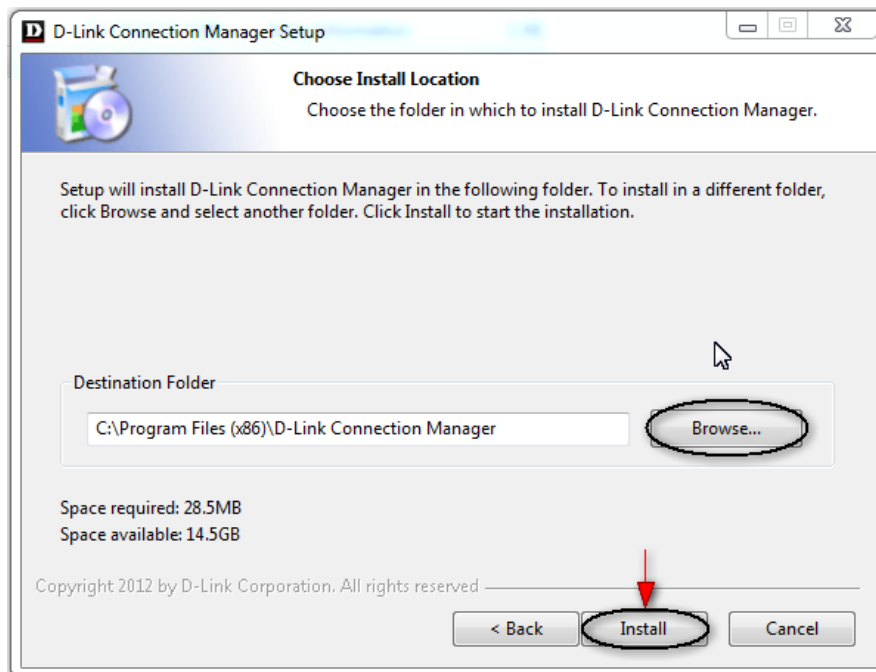 D D-Link Connection Manager Setup
Choose Install Location
Choose the folder in which to install D-Link Connection Manager.
Setup will install D-Link Connection Manager in the following folder. To install in a different folder,
click Browse and select another folder. Click Install to start the installation.
Destination Folder
C:\Program Files (x86)\D-Link Connection Manager
Browse...
Space required: 28.5MB
Space available: 14.5GB
Copyright 2012 by D-Link Corporation. All rights reserved
< Back
Install
Cancel